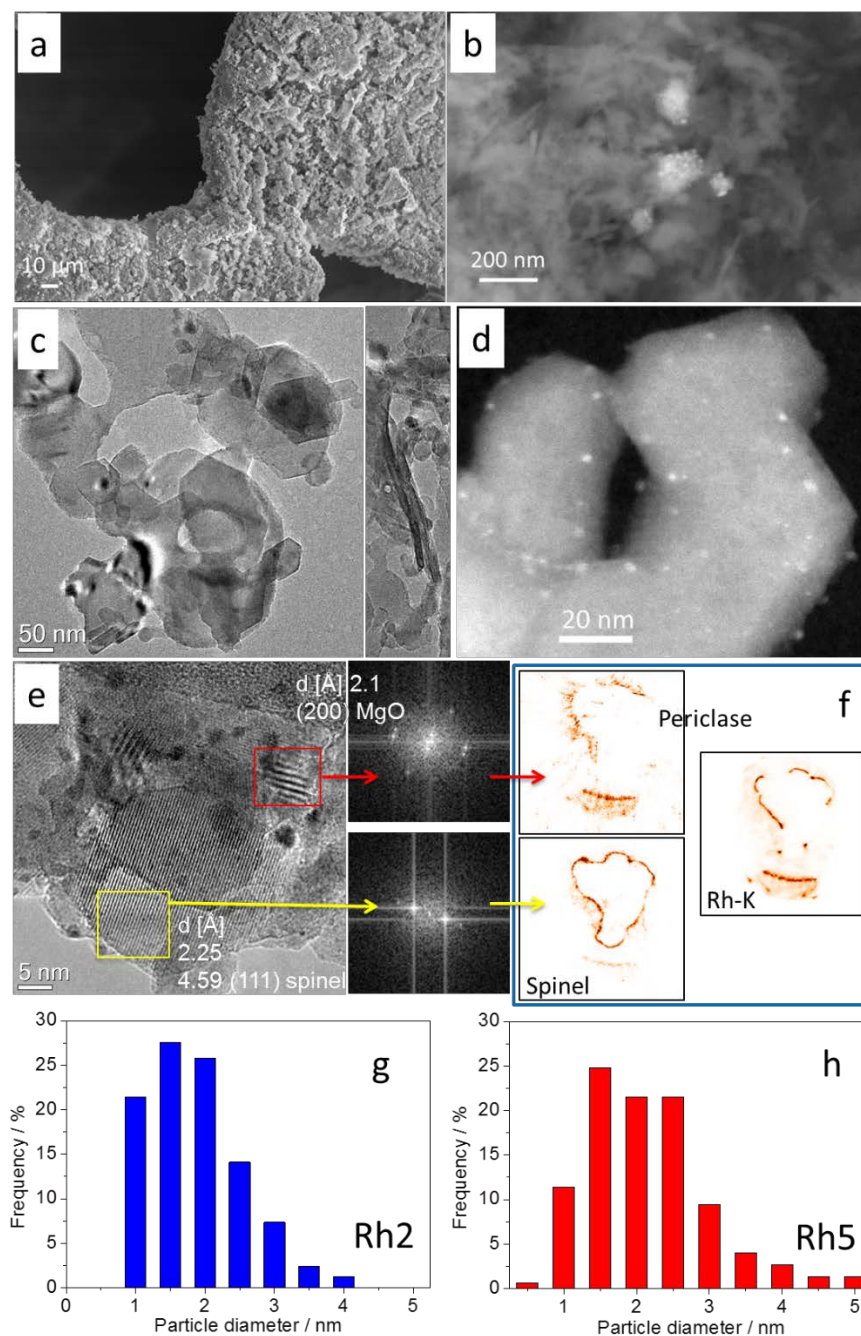 a
10 µm
b
200 nm
c
50 nm
d
20 nm
e
d [Å] 2.1
(200) MgO
f
Periclase
Rh-K
d [Å]
2.25
4.59 (111) spinel
5 nm
Spinel
30
25
20
15
10
5
0
Frequency / %
g
Rh2
0 1 2 3 4 5
Particle diameter / nm
30
25
20
15
10
5
0
Frequency / %
h
Rh5
1 2 3 4 5
Particle diameter / nm